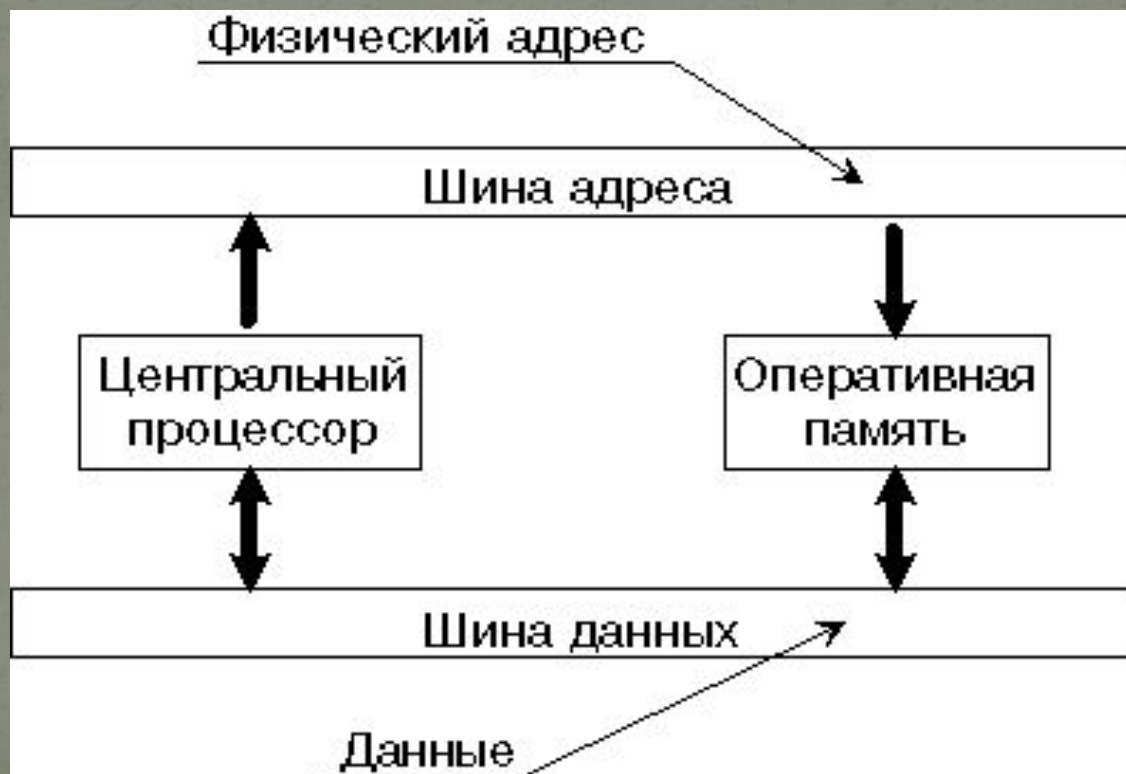 Физический адрес
Шина адреса
Центральный
процессор
Оперативная
память
Шина данных
Данные